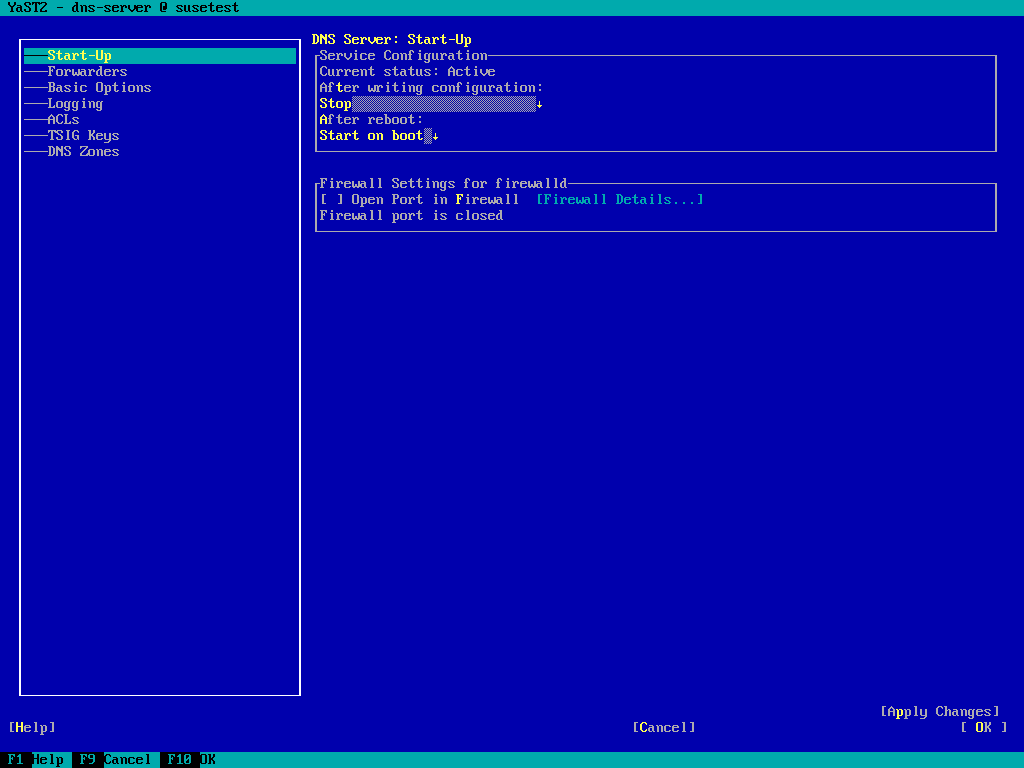 YaST2 - dns-server @ susetest
Start-Up
Forwarders
Basic Options
Logging
ACLs
TSIG Keys
DNS Zones
DNS Server: Start-Up
Service Configuration
Current status: Active
After writing configuration:
Stop↓
After reboot:
Start on boot↓
Firewall Settings for firewalld
[ ] Open Port in Firewall [Firewall Details...]
Firewall port is closed
[Apply Changes]
[Help] [Cancel] [ OK ]
F1 Help F9 Cancel F10 OK